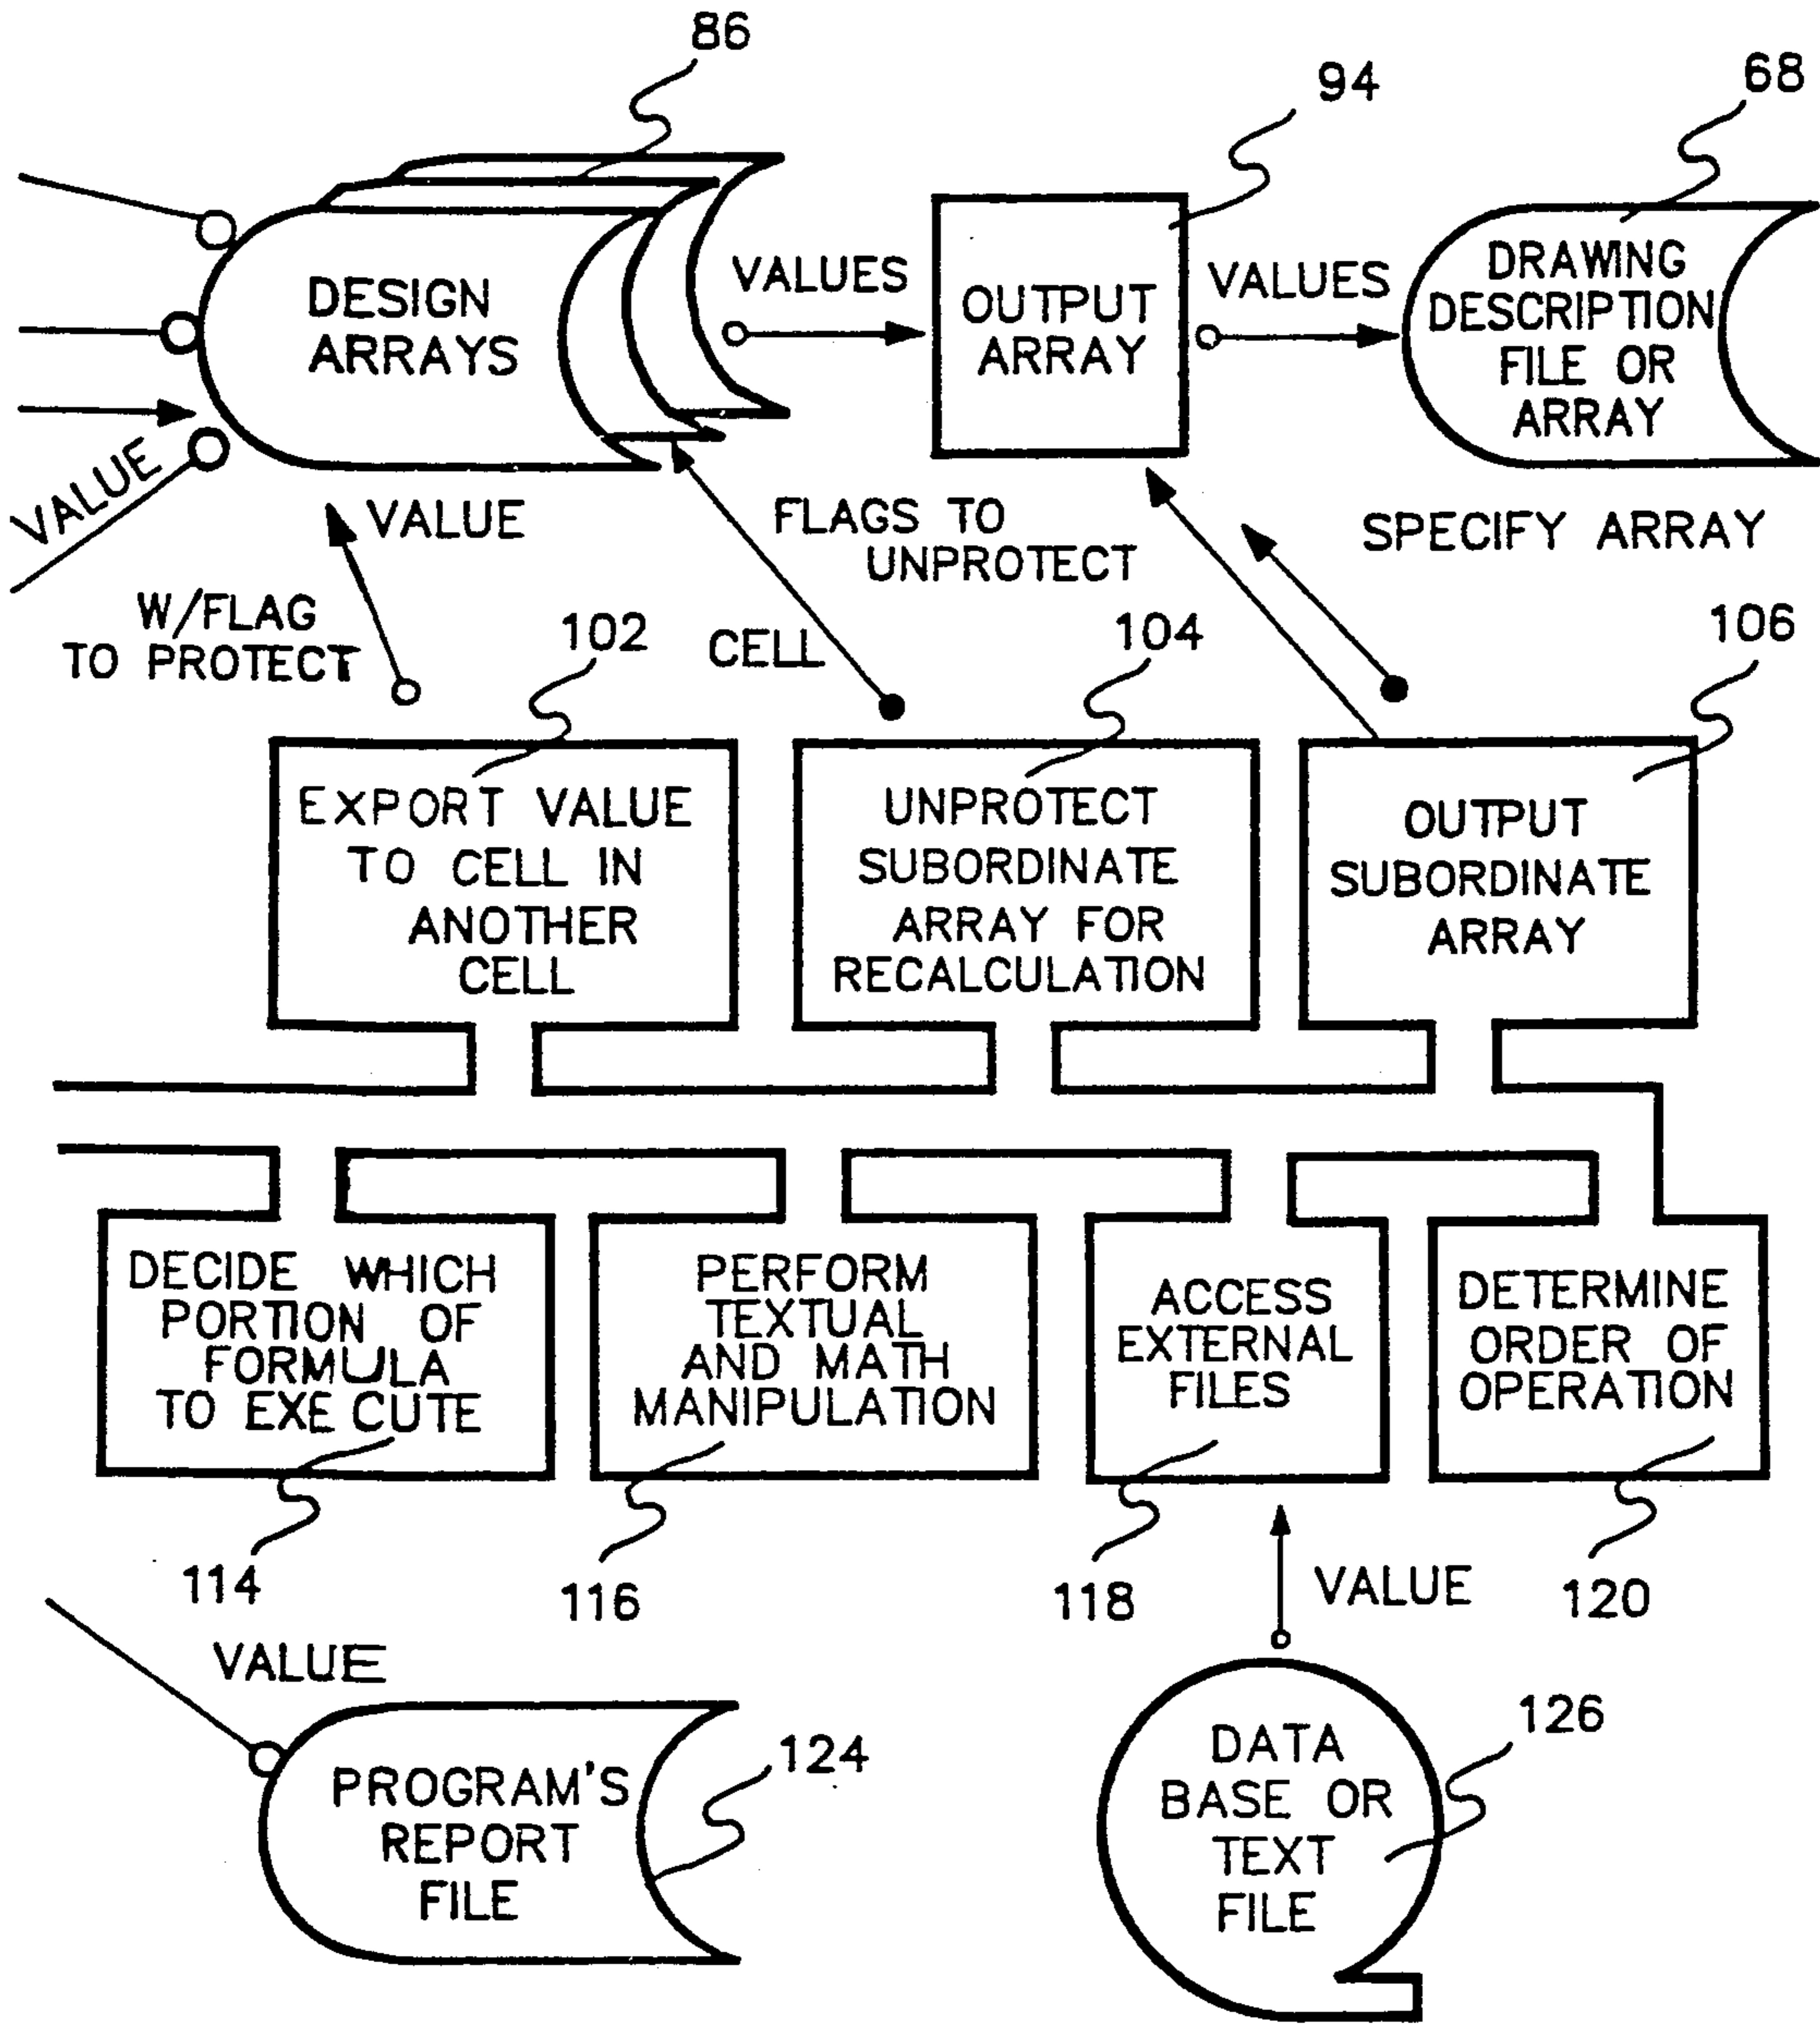 86
94
68
DESIGN
ARRAYS
VALUES
OUTPUT
ARRAY
VALUES
DRAWING
DESCRIPTION
FILE OR
ARRAY
VALUE
VALUE
W/FLAG
TO PROTECT
FLAGS TO
UNPROTECT
CELL
SPECIFY ARRAY
102
104
106
EXPORT VALUE
TO CELL IN
ANOTHER
CELL
UNPROTECT
SUBORDINATE
ARRAY FOR
RECALCULATION
OUTPUT
SUBORDINATE
ARRAY
DECIDE WHICH
PORTION OF
FORMULA
TO EXECUTE
PERFORM
TEXTUAL
AND MATH
MANIPULATION
ACCESS
EXTERNAL
FILES
DETERMINE
ORDER OF
OPERATION
114
116
118
VALUE
120
VALUE
PROGRAM'S
REPORT
FILE
124
DATA
BASE OR
TEXT
FILE
126